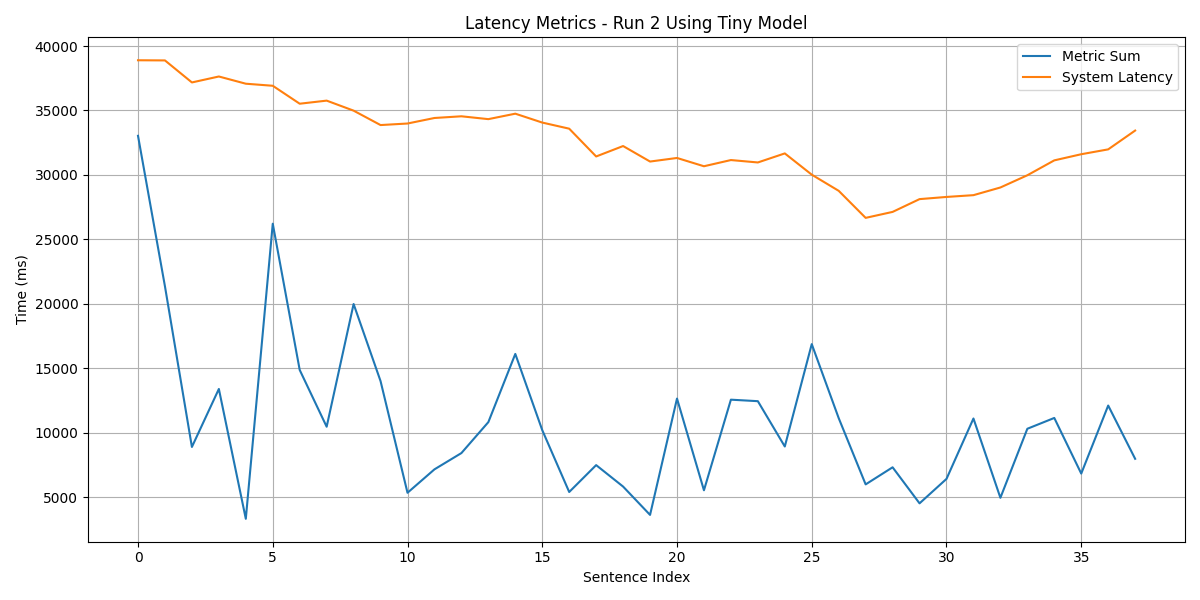 Latency Metrics - Run 2 Using Tiny Model
Metric Sum
System Latency
40000
35000
30000
25000
20000
15000
10000
5000
Time (ms)
0 5 10 15 20 25 30 35
Sentence Index